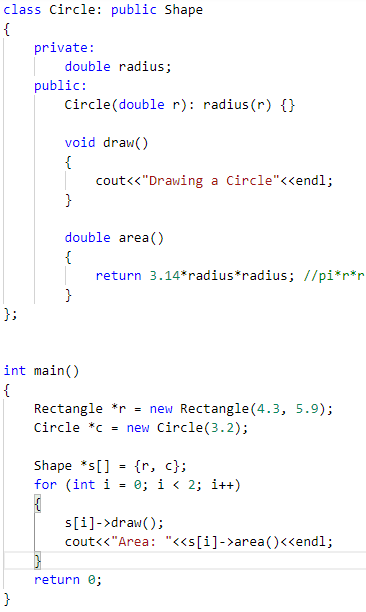 class Circle: public Shape
{
    private:
        double radius;
    public:
        Circle(double r): radius(r) {}

        void draw()
        {
            cout<<"Drawing a Circle"<<endl;
        }

        double area()
        {
            return 3.14*radius*radius; //pi*r*r
        }
};


int main()
{
    Rectangle *r = new Rectangle(4.3, 5.9);
    Circle *c = new Circle(3.2);

    Shape *s[] = {r, c};
    for (int i = 0; i < 2; i++)
    {
        s[i]->draw();
        cout<<"Area: "<<s[i]->area()<<endl;
    }
    return 0;
}